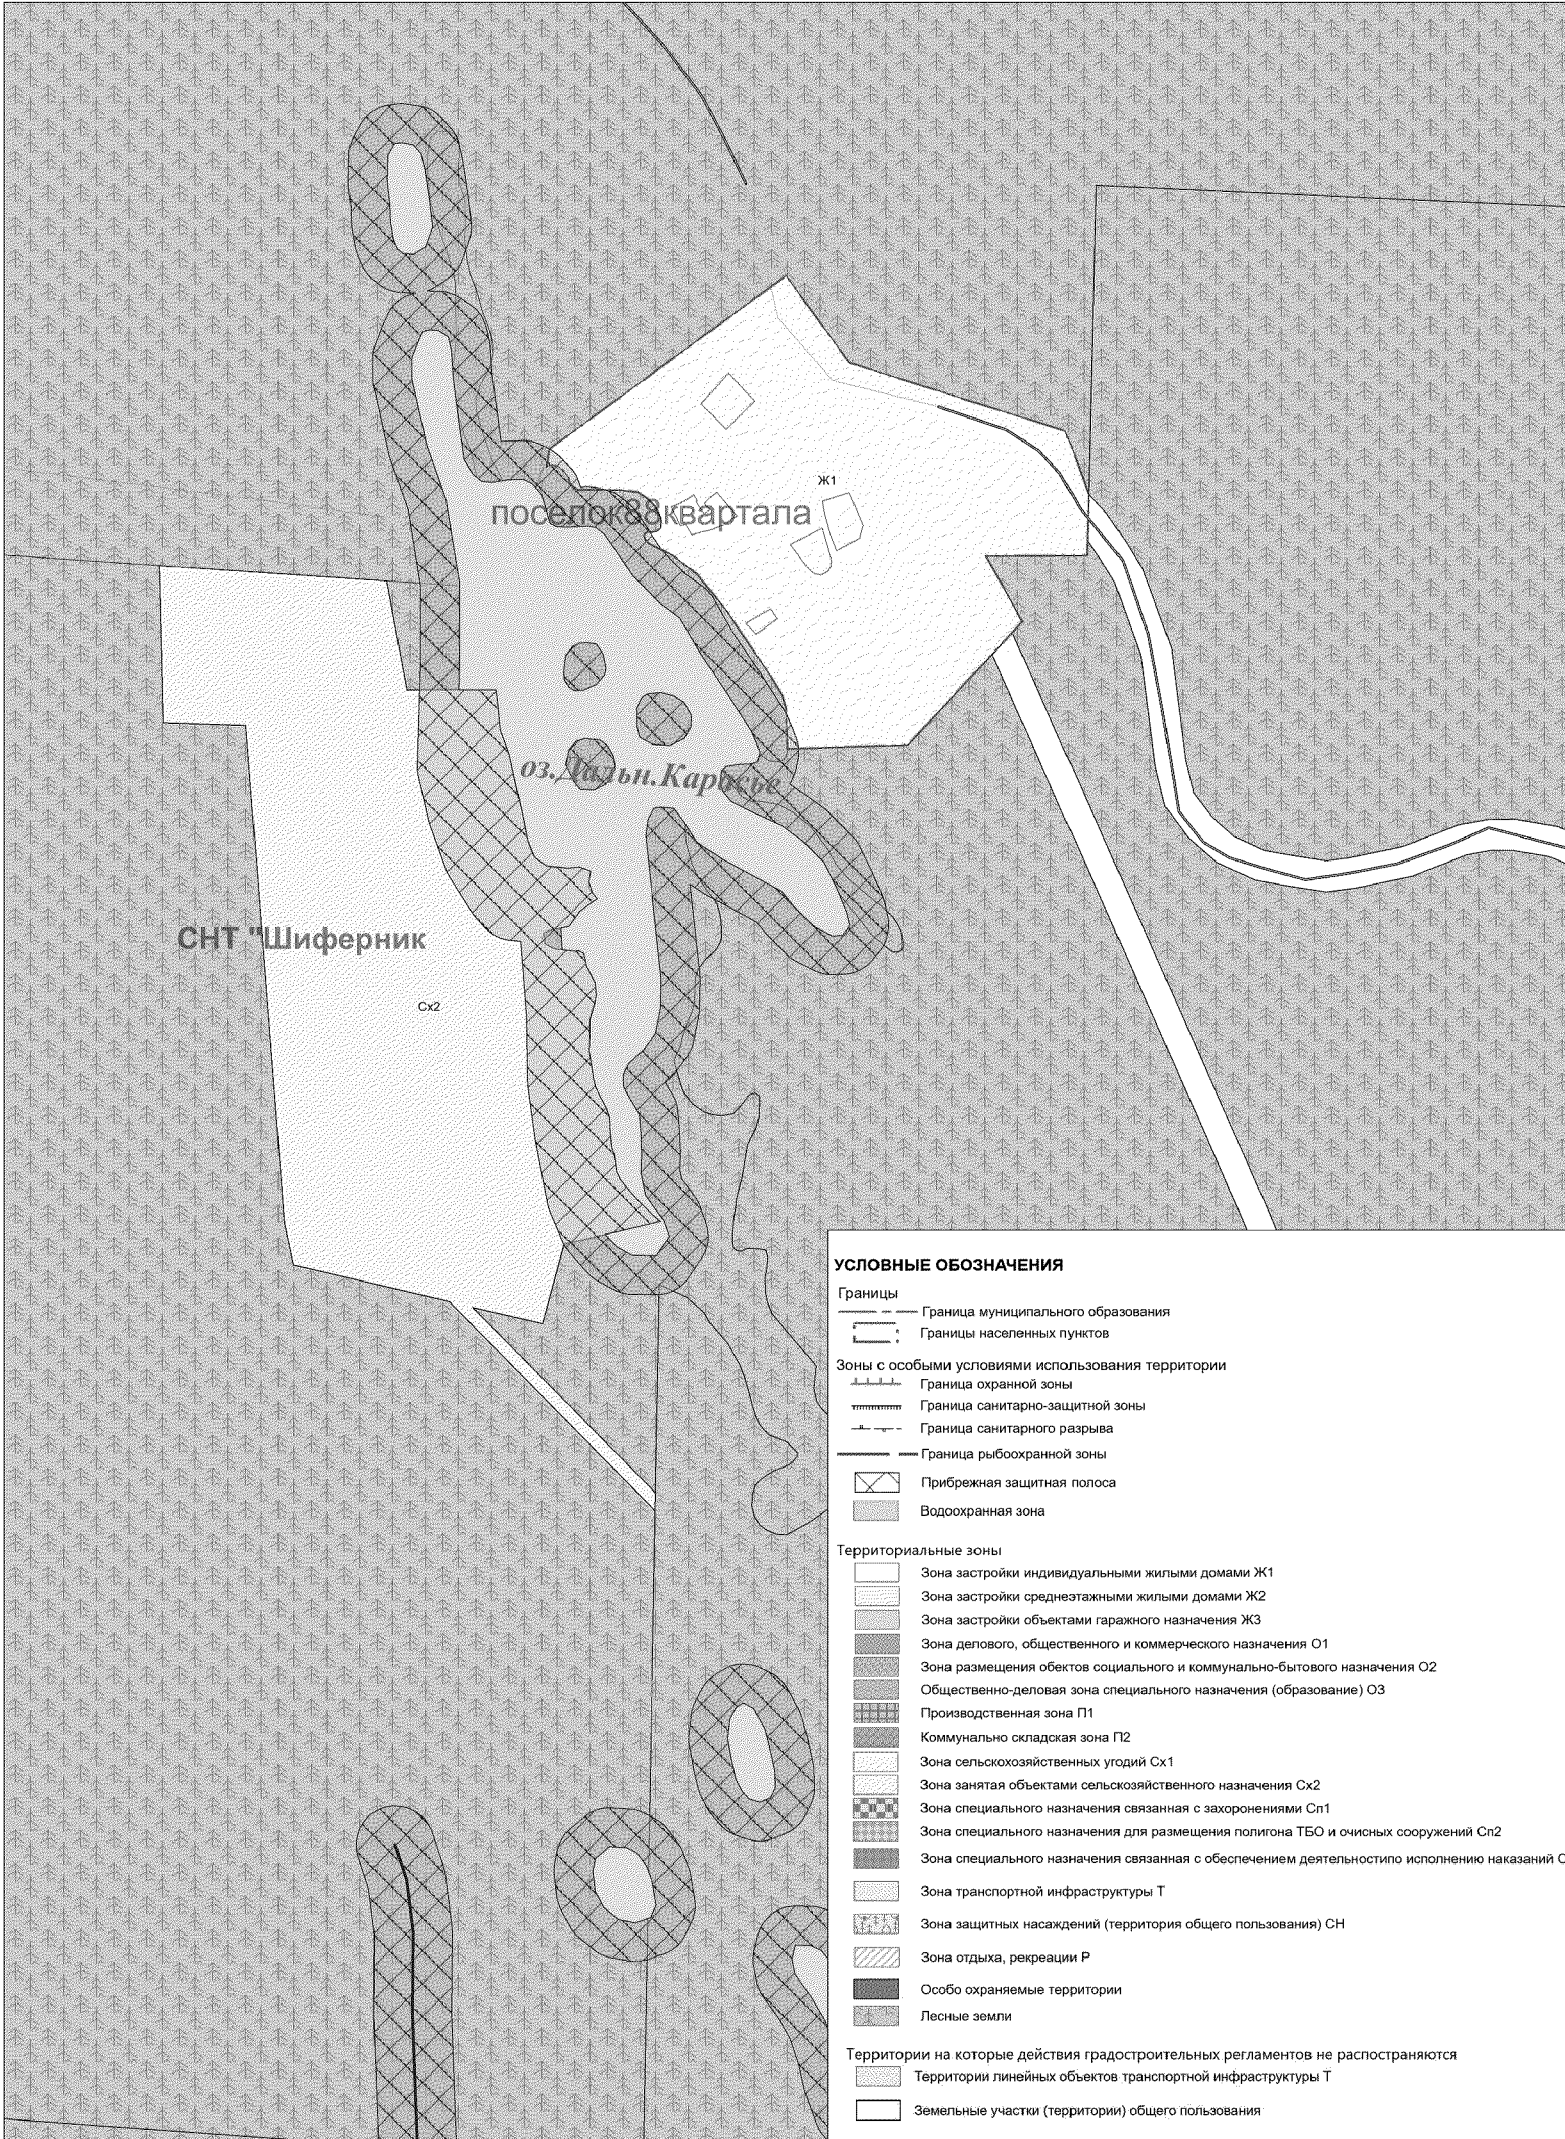 Ж1
поселок88квартала
оз.Дальн.Карасье
СНТ "Шиферник
Сх2
УСЛОВНЫЕ ОБОЗНАЧЕНИЯ
Границы
Граница муниципального образования
Границы населенных пунктов
Зоны с особыми условиями использования территории
Граница охранной зоны
Граница санитарно-защитной зоны
Граница санитарного разрыва
Граница рыбоохранной зоны
Прибрежная защитная полоса
Водоохранная зона
Территориальные зоны
Зона застройки индивидуальными жилыми домами Ж1
Зона застройки среднеэтажными жилыми домами Ж2
Зона застройки объектами гаражного назначения Ж3
Зона делового, общественного и коммерческого назначения О1
Зона размещения обектов социального и коммунально-бытового назначения О2
Общественно-деловая зона специального назначения (образование) О3
Производственная зона П1
Коммунально складская зона П2
Зона сельскохозяйственных угодий Сх1
Зона занятая объектами сельскозяйственного назначения Сх2
Зона специального назначения связанная с захоронениями Сп1
Зона специального назначения для размещения полигона ТБО и очисных сооружений Сп2
Зона специального назначения связанная с обеспечением деятельностипо исполнению наказаний С
Зона транспортной инфраструктуры Т
Зона защитных насаждений (территория общего пользования) СН
Зона отдыха, рекреации Р
Особо охраняемые территории
Лесные земли
Территории на которые действия градостроительных регламентов не распостраняются
Территории линейных объектов транспортной инфраструктуры Т
Земельные участки (территории) общего пользования